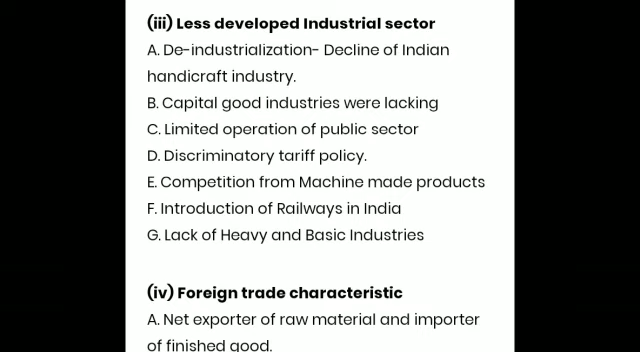 (iii) Less developed Industrial sector
A. De-industrialization- Decline of Indian
handicraft industry.
B. Capital good industries were lacking
C. Limited operation of public sector
D. Discriminatory tariff policy.
E. Competition from Machine made products
F. Introduction of Railways in India
G. Lack of Heavy and Basic Industries
(iv) Foreign trade characteristic
A. Net exporter of raw material and importer
of finished good.